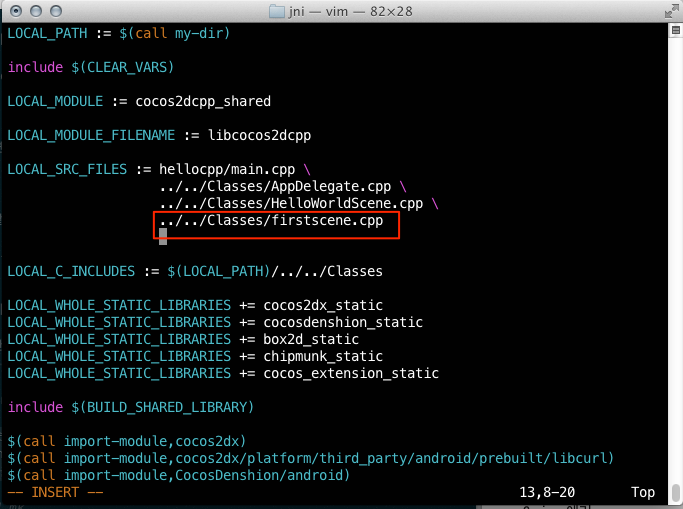 jni — vim — 82×28
LOCAL_PATH := $(call my-dir)
include $(CLEAR_VARS)
LOCAL_MODULE := cocos2dcpp_shared
LOCAL_MODULE_FILENAME := libcocos2dcpp
LOCAL_SRC_FILES := hellocpp/main.cpp \
../../Classes/AppDelegate.cpp \
../../Classes/HelloWorldScene.cpp \
../../Classes/firstscene.cpp
LOCAL_C_INCLUDES := $(LOCAL_PATH)/../../Classes
LOCAL_WHOLE_STATIC_LIBRARIES += cocos2dx_static
LOCAL_WHOLE_STATIC_LIBRARIES += cocosdenshion_static
LOCAL_WHOLE_STATIC_LIBRARIES += box2d_static
LOCAL_WHOLE_STATIC_LIBRARIES += chipmunk_static
LOCAL_WHOLE_STATIC_LIBRARIES += cocos_extension_static
include $(BUILD_SHARED_LIBRARY)
$(call import-module,cocos2dx)
$(call import-module,cocos2dx/platform/third_party/android/prebuilt/libcurl)
$(call import-module,CocosDenshion/android)
-- INSERT -- 13,8-20 Top